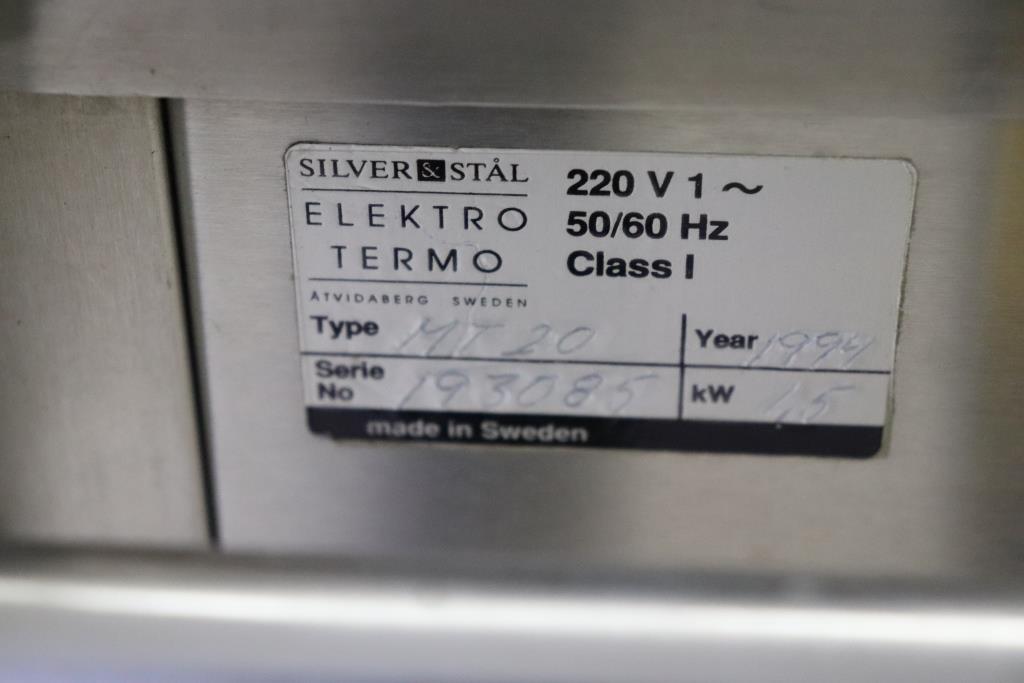 SILVER & STÅL
ELEKTRO
TERMO
ÅTVIDABERG SWEDEN
220 V 1 ~
50/60 Hz
Class I
Type MT 20
Year 1994
Serie No 193085
kW 1,5
made in Sweden